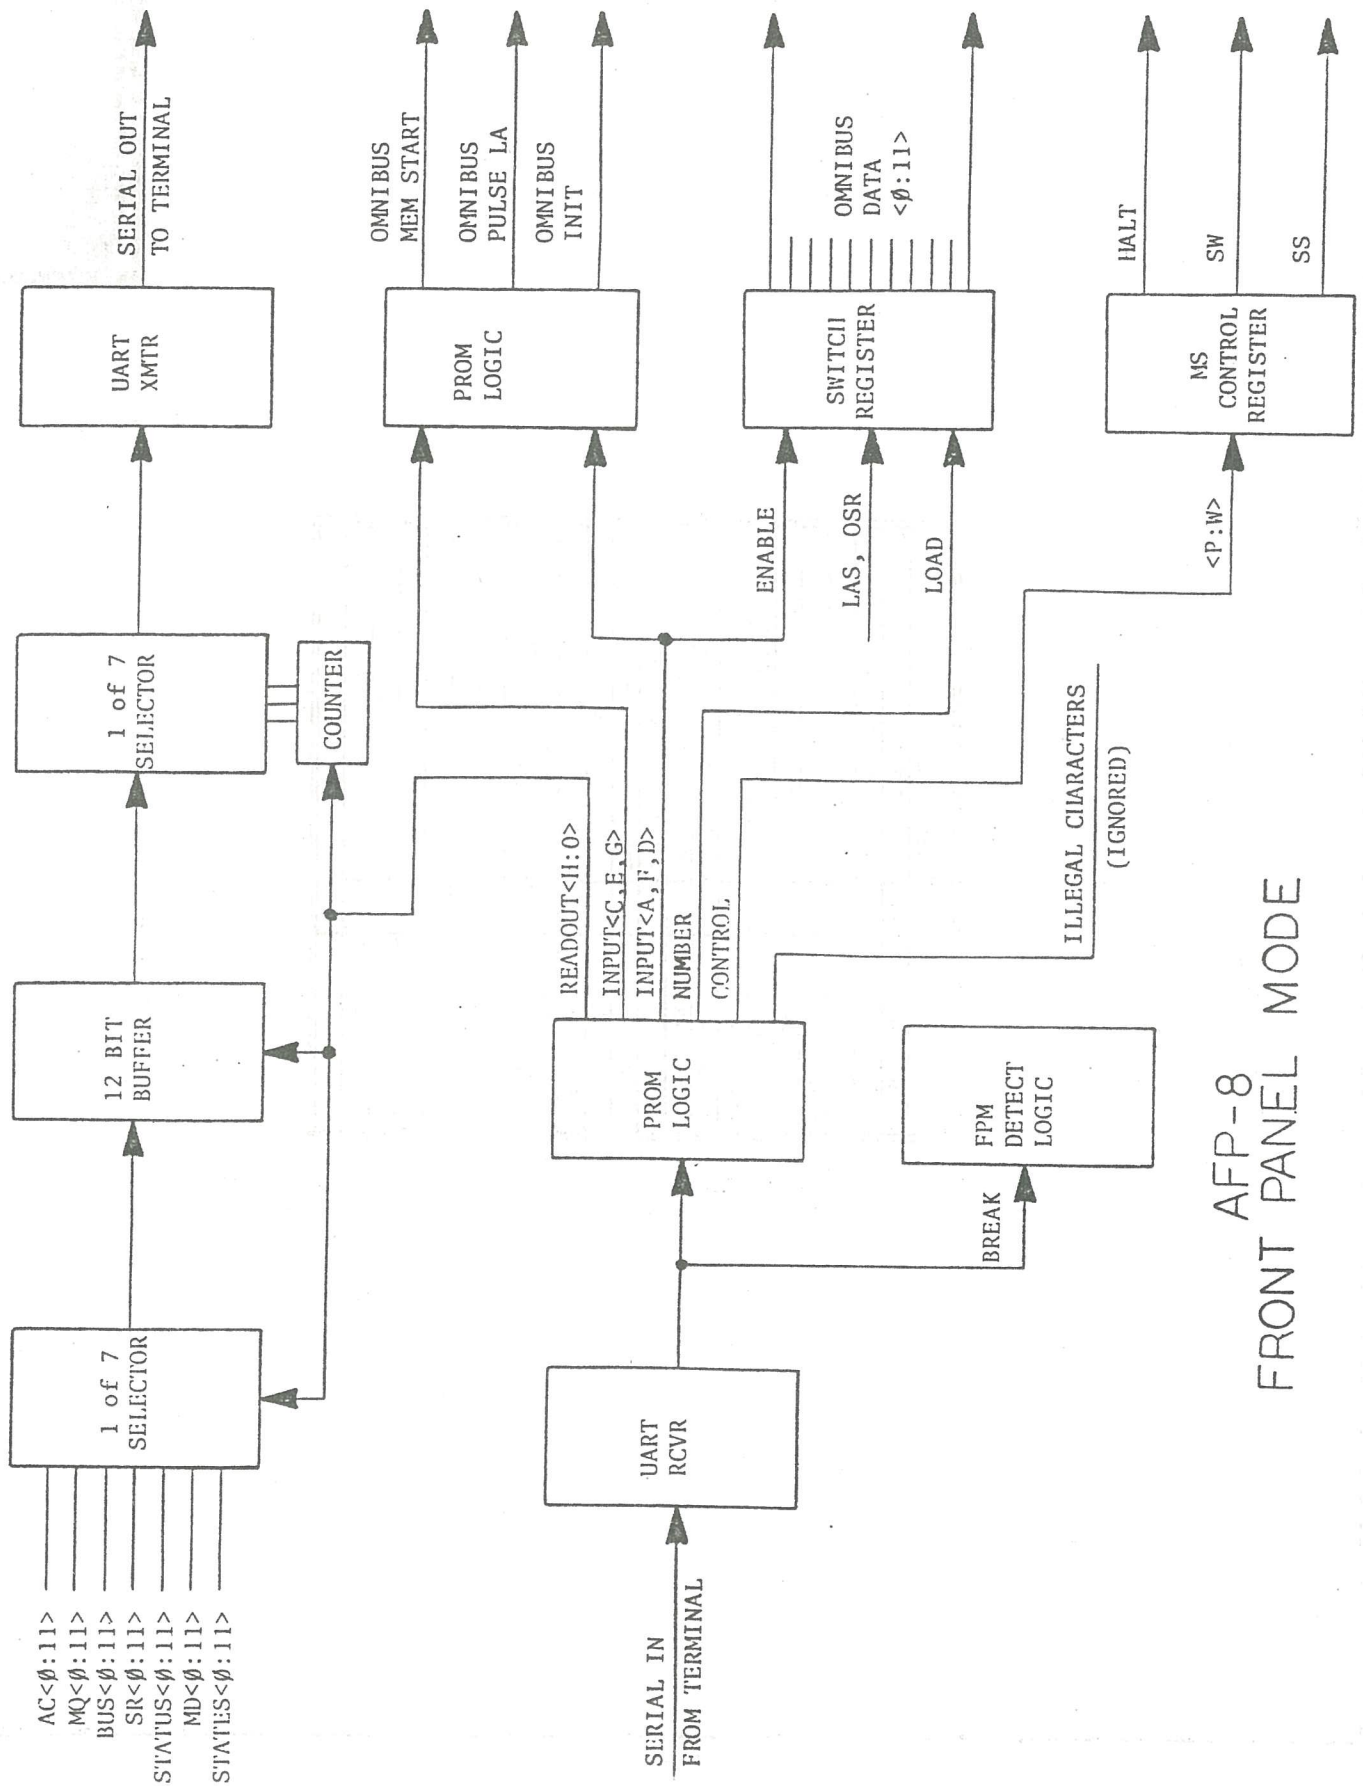 AC<Ø:11>
MQ<Ø:11>
BUS<Ø:11>
SR<Ø:11>
STATUS<Ø:11>
MD<Ø:11>
STATES<Ø:11>
1 of 7
SELECTOR
12 BIT
BUFFER
1 of 7
SELECTOR
COUNTER
UART
XMTR
SERIAL OUT
TO TERMINAL
SERIAL IN
FROM TERMINAL
UART
RCVR
BREAK
PROM
LOGIC
FPM
DETECT
LOGIC
READOUT<H:O>
INPUT<C,E,G>
INPUT<A,F,D>
NUMBER
CONTROL
ILLEGAL CHARACTERS
(IGNORED)
PROM
LOGIC
OMNIBUS
MEM START
OMNIBUS
PULSE LA
OMNIBUS
INIT
ENABLE
LAS, OSR
LOAD
SWITCH
REGISTER
OMNIBUS
DATA
<Ø:11>
<P:W>
MS
CONTROL
REGISTER
HALT
SW
SS
AFP-8
FRONT PANEL MODE